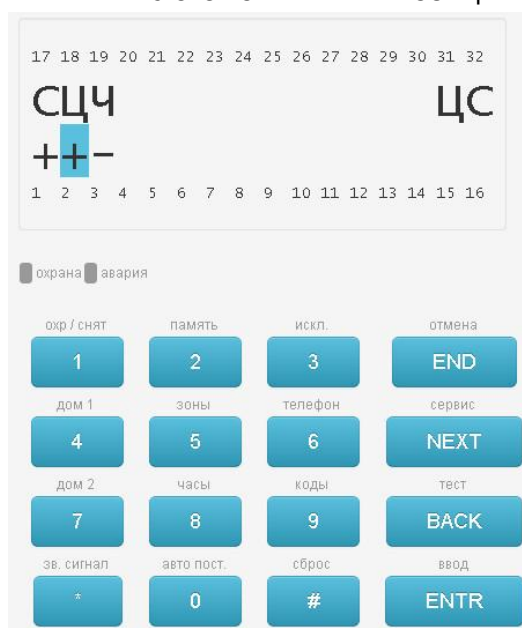 17 18 19 20 21 22 23 24 25 26 27 28 29 30 31 32
СЦЧ ЦС
++−
1 2 3 4 5 6 7 8 9 10 11 12 13 14 15 16
охрана авария
охр / снят память искл. отмена
1 2 3 END
дом 1 зоны телефон сервис
4 5 6 NEXT
дом 2 часы коды тест
7 8 9 BACK
зв. сигнал авто пост. сброс ввод
* 0 # ENTR